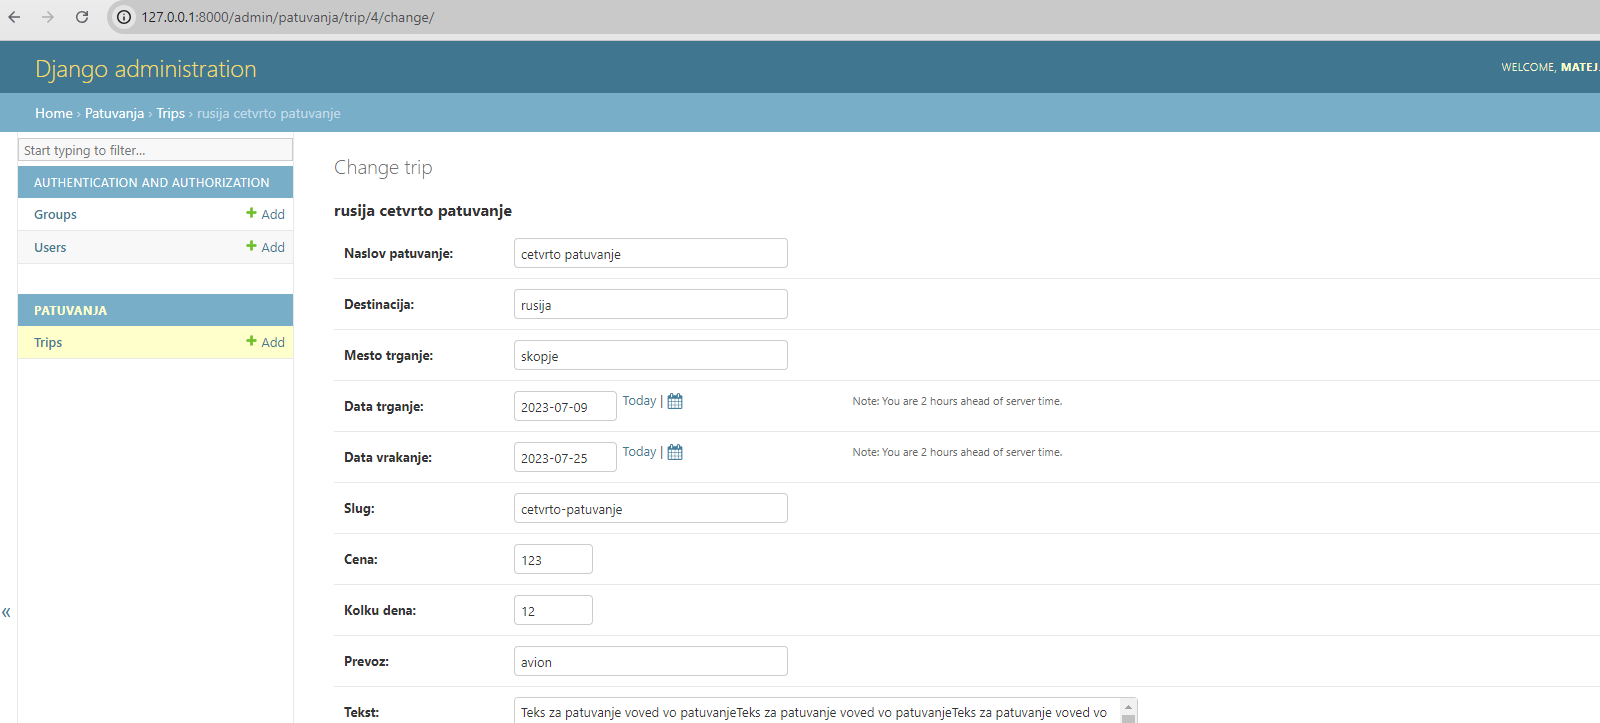 127.0.0.1:8000/admin/patuvanja/trip/4/change/
Django administration
WELCOME, MATEJ.
Home › Patuvanja › Trips › rusija cetvrto patuvanje
Start typing to filter...
AUTHENTICATION AND AUTHORIZATION
Groups + Add
Users + Add
PATUVANJA
Trips + Add
«
Change trip
rusija cetvrto patuvanje
Naslov patuvanje: cetvrto patuvanje
Destinacija: rusija
Mesto trganje: skopje
Data trganje: 2023-07-09 Today | Note: You are 2 hours ahead of server time.
Data vrakanje: 2023-07-25 Today | Note: You are 2 hours ahead of server time.
Slug: cetvrto-patuvanje
Cena: 123
Kolku dena: 12
Prevoz: avion
Tekst: Teks za patuvanje voved vo patuvanjeTeks za patuvanje voved vo patuvanjeTeks za patuvanje voved vo